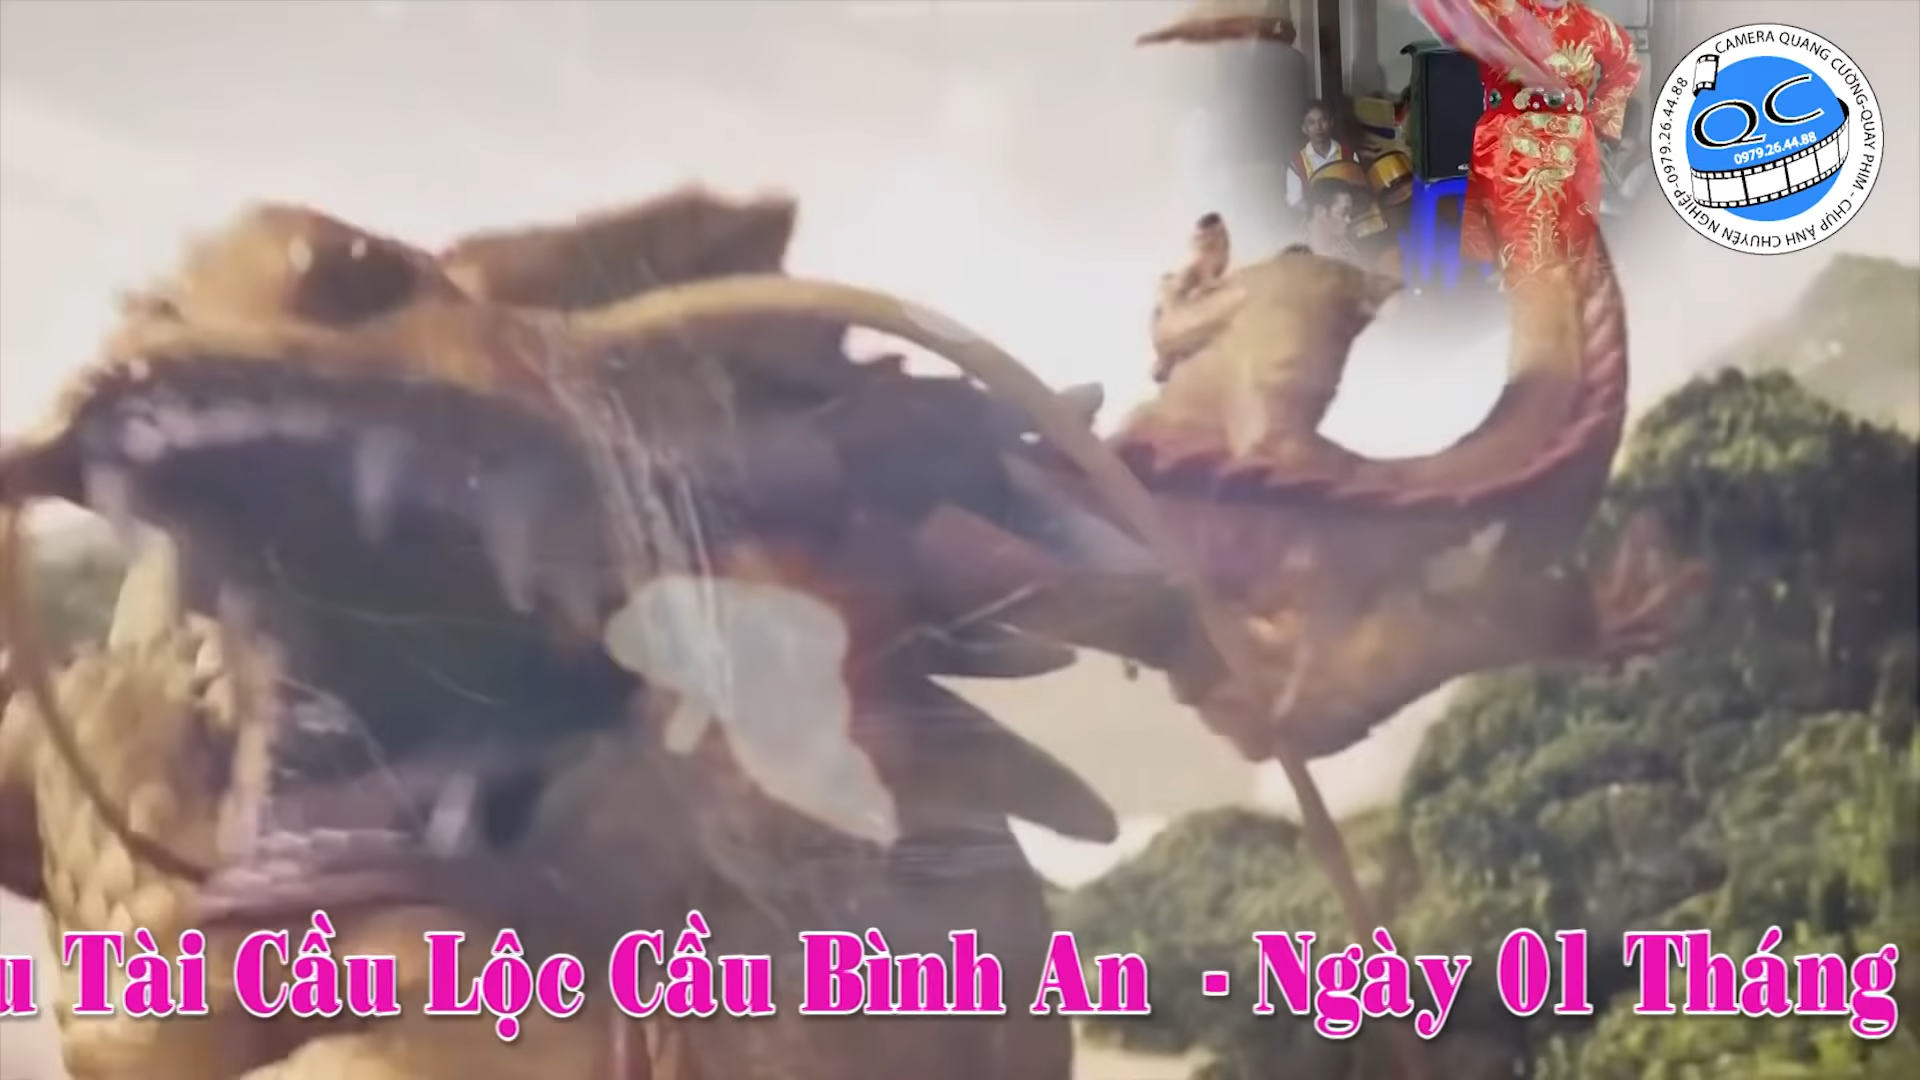 CAMERA QUANG CƯỜNG-QUAY PHIM - CHỤP ẢNH CHUYÊN NGHIỆP-0979.26.44.88
QC
0979.26.44.88
Tài Cầu Lộc Cầu Bình An - Ngày 01 Tháng